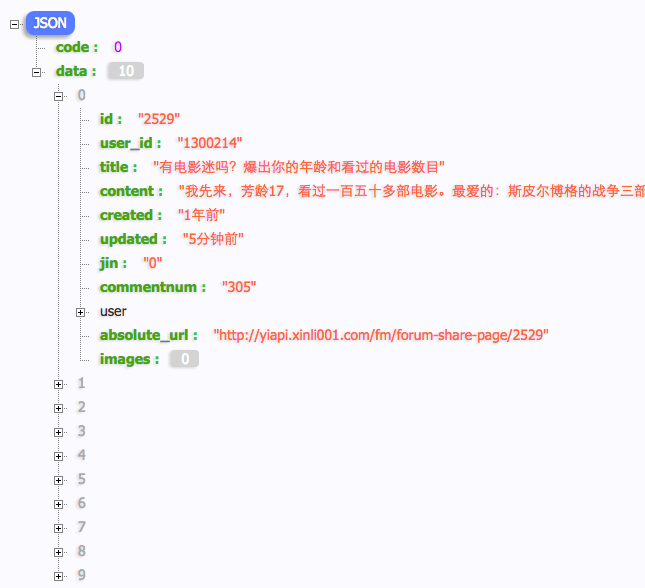 JSON
code : 0
data : 10
0
id : "2529"
user_id : "1300214"
title : "有电影迷吗？爆出你的年龄和看过的电影数目"
content : "我先来，芳龄17，看过一百五十多部电影。最爱的：斯皮尔博格的战争三部
created : "1年前"
updated : "5分钟前"
jin : "0"
commentnum : "305"
user
absolute_url : "http://yiapi.xinli001.com/fm/forum-share-page/2529"
images : 0
1
2
3
4
5
6
7
8
9